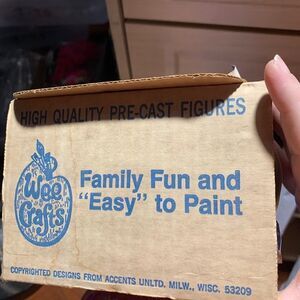 HIGH QUALITY PRE-CAST FIGURES
Wee
Crafts
Family Fun and
"Easy" to Paint
COPYRIGHTED DESIGNS FROM ACCENTS UNLTD. MILW., WISC. 53209